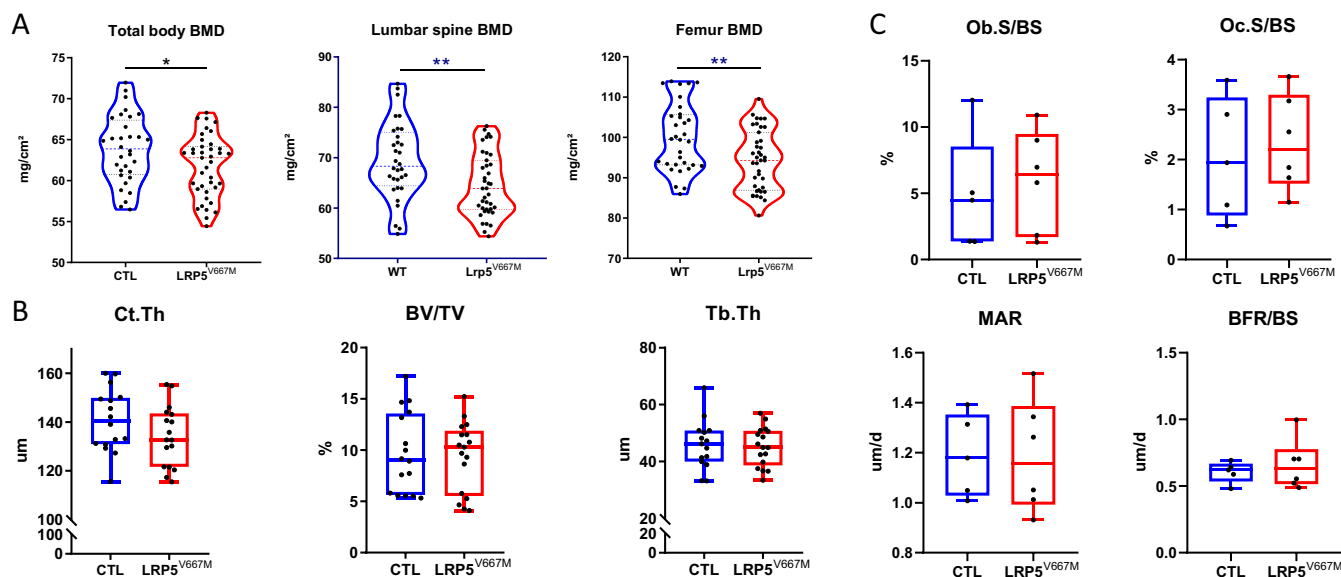 A
Total body BMD
*
mg/cm²
75
70
65
60
55
50
CTL
LRP5V667M
Lumbar spine BMD
**
mg/cm²
90
80
70
60
50
WT
Lrp5V667M
Femur BMD
**
mg/cm²
120
110
100
90
80
70
WT
Lrp5V667M
B
Ct.Th
um
160
140
120
100
100
0
CTL
LRP5V667M
BV/TV
%
20
15
10
5
0
CTL
LRP5V667M
Tb.Th
um
80
60
40
20
20
0
CTL
LRP5V667M
C
Ob.S/BS
%
15
10
5
0
CTL
LRP5V667M
Oc.S/BS
%
4
3
2
1
0
CTL
LRP5V667M
MAR
um/d
1.6
1.4
1.2
1.0
0.8
CTL
LRP5V667M
BFR/BS
um/d
1.5
1.0
0.5
0.0
CTL
LRP5V667M